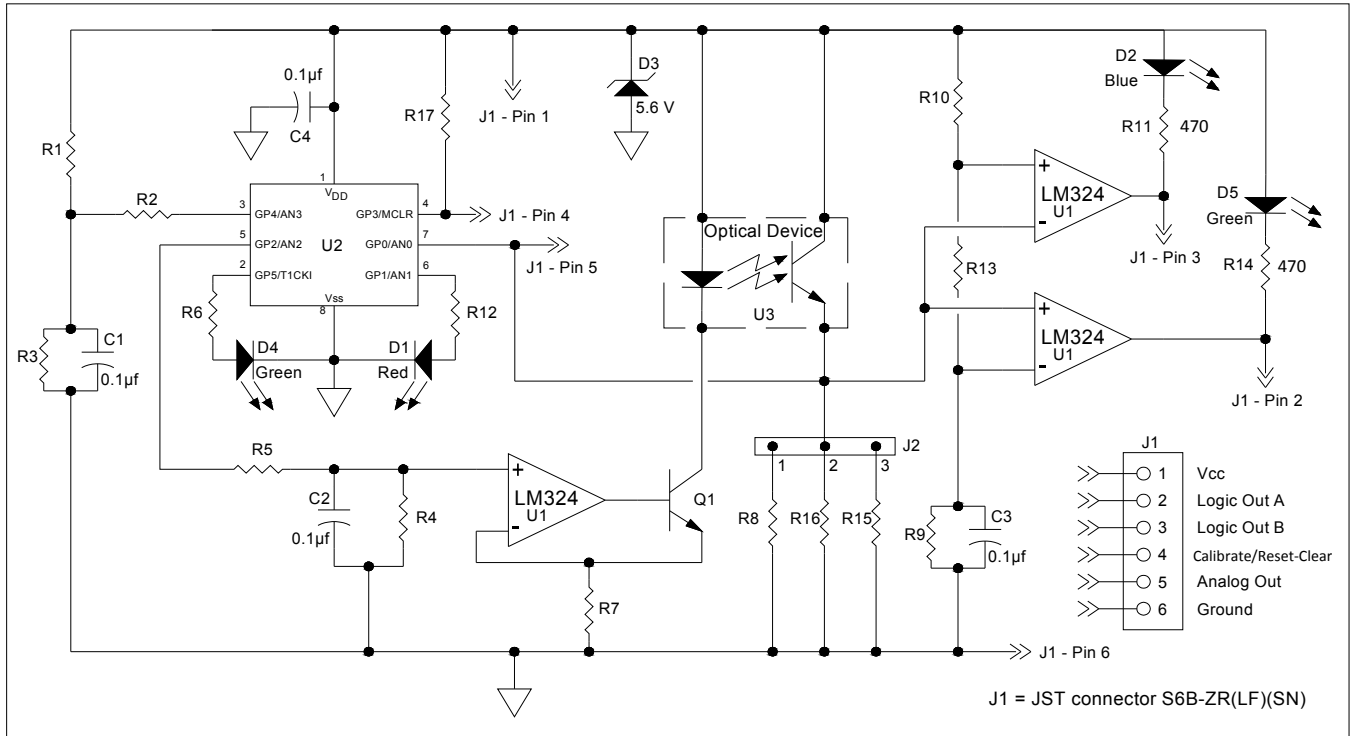 D3
5.6 V
D2
Blue
0.1µf
C4
R17
J1 - Pin 1
R10
R11
470
R1
R2
1
VDD
3
GP4/AN3
GP3/MCLR
4
J1 - Pin 4
5
GP2/AN2
U2
GP0/AN0
7
J1 - Pin 5
2
GP5/T1CKI
GP1/AN1
6
Vss
8
R6
R12
D4
Green
D1
Red
Optical Device
U3
+
LM324
U1
-
J1 - Pin 3
D5
Green
R14
470
R13
+
LM324
U1
-
J1 - Pin 2
R3
C1
0.1µf
R5
C2
0.1µf
R4
+
LM324
U1
-
Q1
R7
J2
1
2
3
R8
R16
R15
R9
C3
0.1µf
J1
1 Vcc
2 Logic Out A
3 Logic Out B
4 Calibrate/Reset-Clear
5 Analog Out
6 Ground
J1 - Pin 6
J1 = JST connector S6B-ZR(LF)(SN)